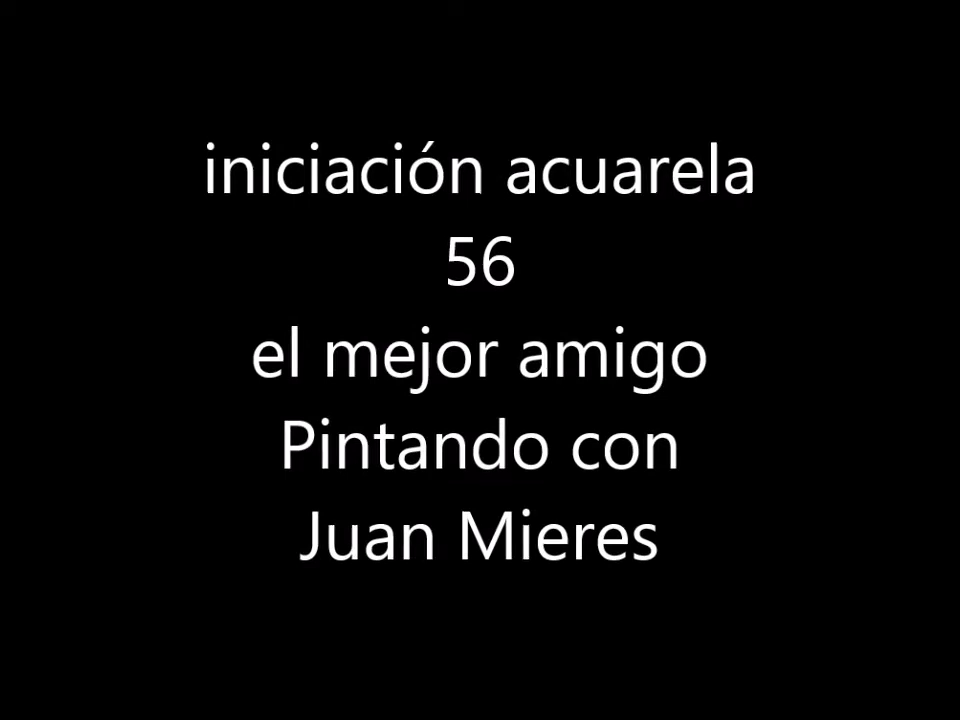 iniciación acuarela
56
el mejor amigo
Pintando con
Juan Mieres